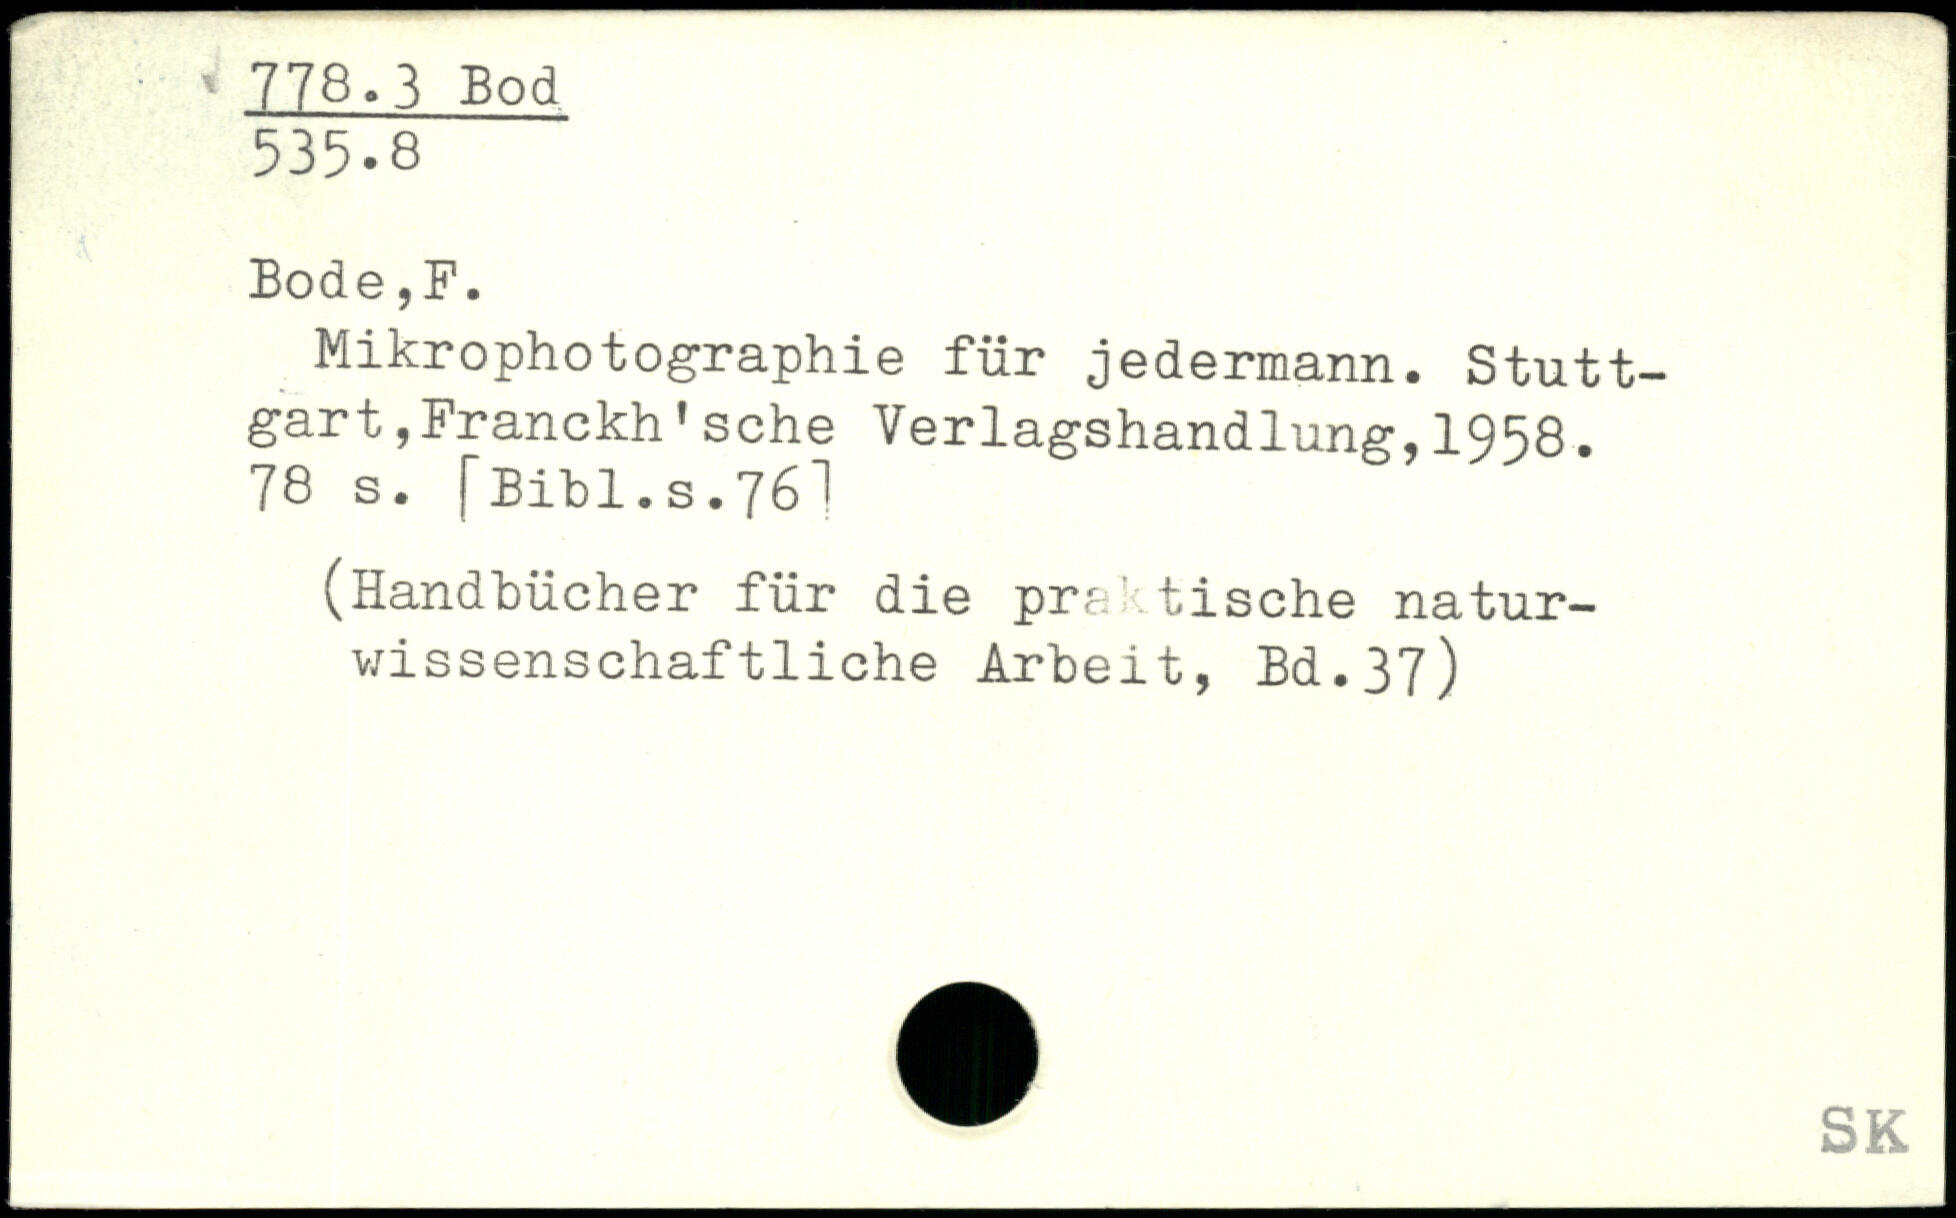 778.3 Bod
535.8
Bode,F.
Mikrophotographie für jedermann. Stutt-
gart,Franckh'sche Verlagshandlung,1958.
78 s. ⌈Bibl.s.76⌉
(Handbücher für die praktische natur-
wissenschaftliche Arbeit, Bd.37)
SK